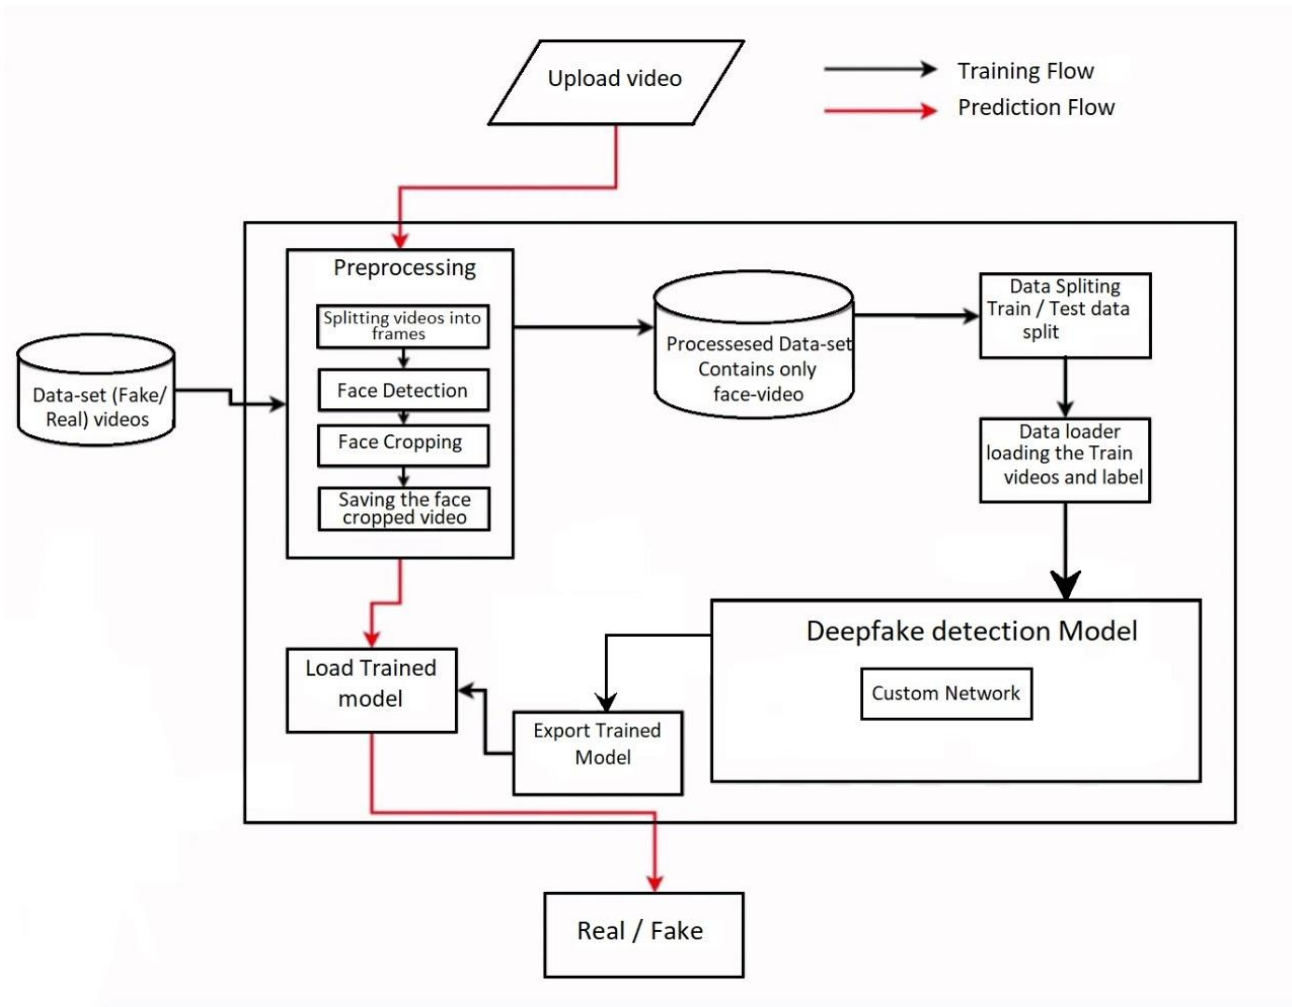 Upload video
Training Flow
Prediction Flow
Preprocessing
Splitting videos into
frames
Face Detection
Face Cropping
Saving the face
cropped video
Data-set (Fake/
Real) videos
Processesed Data-set
Contains only
face-video
Data Spliting
Train / Test data
split
Data loader
loading the Train
videos and label
Deepfake detection Model
Custom Network
Export Trained
Model
Load Trained
model
Real / Fake